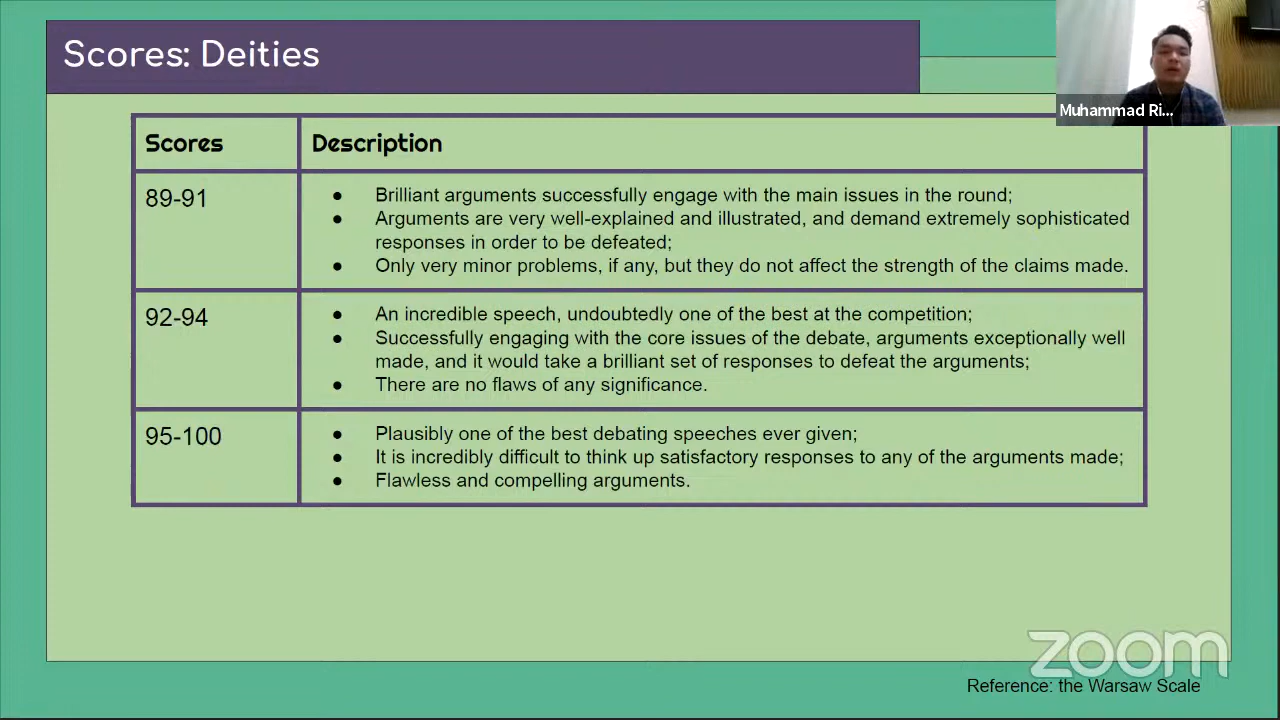 Scores: Deities
Muhammad Ri...
Scores
Description
89-91
● Brilliant arguments successfully engage with the main issues in the round;
● Arguments are very well-explained and illustrated, and demand extremely sophisticated
responses in order to be defeated;
● Only very minor problems, if any, but they do not affect the strength of the claims made.
92-94
● An incredible speech, undoubtedly one of the best at the competition;
● Successfully engaging with the core issues of the debate, arguments exceptionally well
made, and it would take a brilliant set of responses to defeat the arguments;
● There are no flaws of any significance.
95-100
● Plausibly one of the best debating speeches ever given;
● It is incredibly difficult to think up satisfactory responses to any of the arguments made;
● Flawless and compelling arguments.
zoom
Reference: the Warsaw Scale